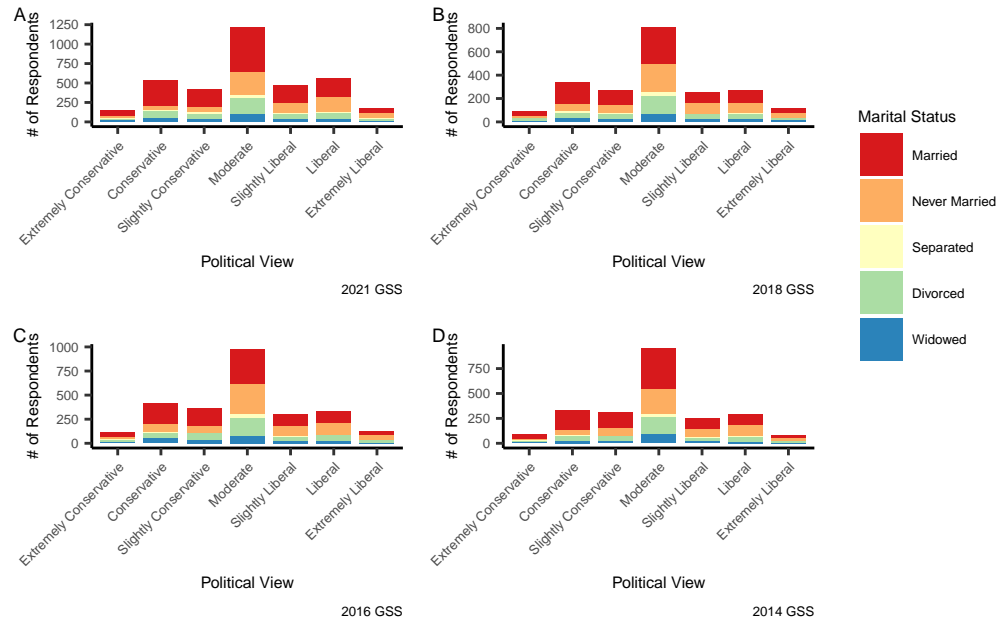 A
# of Respondents
1250
1000
750
500
250
0
Extremely Conservative
Conservative
Slightly Conservative
Moderate
Slightly Liberal
Liberal
Extremely Liberal
Political View
2021 GSS
B
# of Respondents
800
600
400
200
0
Extremely Conservative
Conservative
Slightly Conservative
Moderate
Slightly Liberal
Liberal
Extremely Liberal
Political View
2018 GSS
Marital Status
Married
Never Married
Separated
Divorced
Widowed
C
# of Respondents
1000
750
500
250
0
Extremely Conservative
Conservative
Slightly Conservative
Moderate
Slightly Liberal
Liberal
Extremely Liberal
Political View
2016 GSS
D
# of Respondents
750
500
250
0
Extremely Conservative
Conservative
Slightly Conservative
Moderate
Slightly Liberal
Liberal
Extremely Liberal
Political View
2014 GSS